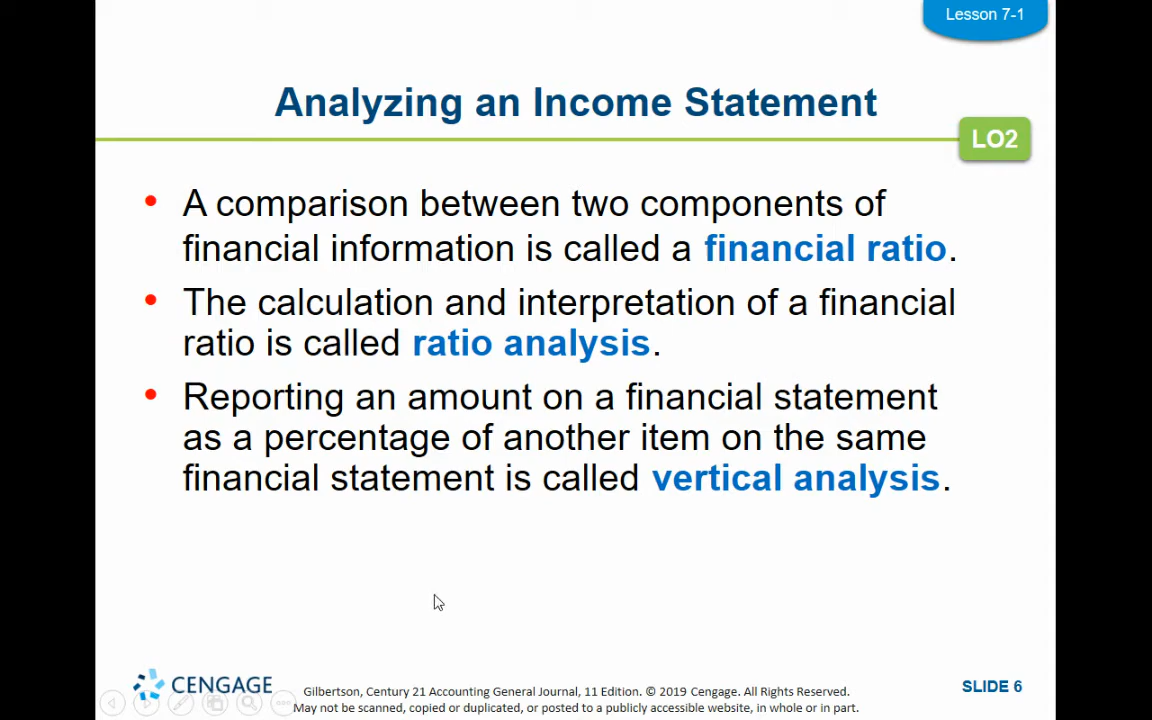 Lesson 7-1
Analyzing an Income Statement
LO2
• A comparison between two components of
financial information is called a financial ratio.
• The calculation and interpretation of a financial
ratio is called ratio analysis.
• Reporting an amount on a financial statement
as a percentage of another item on the same
financial statement is called vertical analysis.
CENGAGE
Gilbertson, Century 21 Accounting General Journal, 11 Edition. © 2019 Cengage. All Rights Reserved.
May not be scanned, copied or duplicated, or posted to a publicly accessible website, in whole or in part.
SLIDE 6